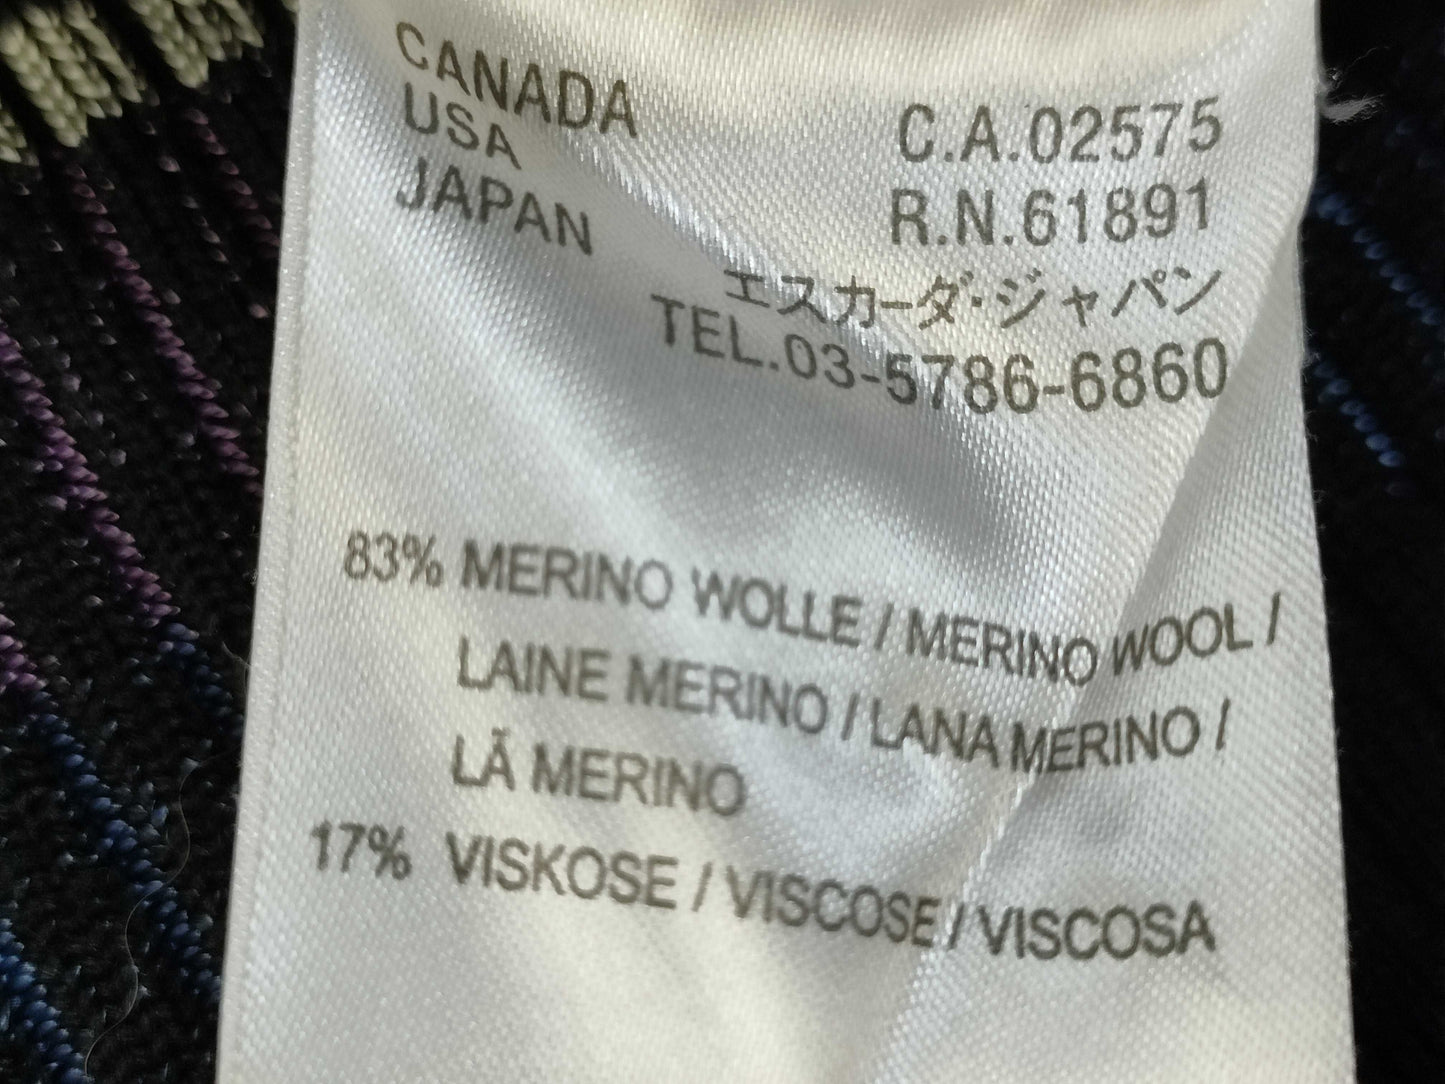 CANADA C.A.02575
USA R.N.61891
JAPAN エスカーダ・ジャパン
TEL.03-5786-6860
83% MERINO WOLLE / MERINO WOOL /
LAINE MERINO / LANA MERINO /
LÃ MERINO
17% VISKOSE / VISCOSE / VISCOSA